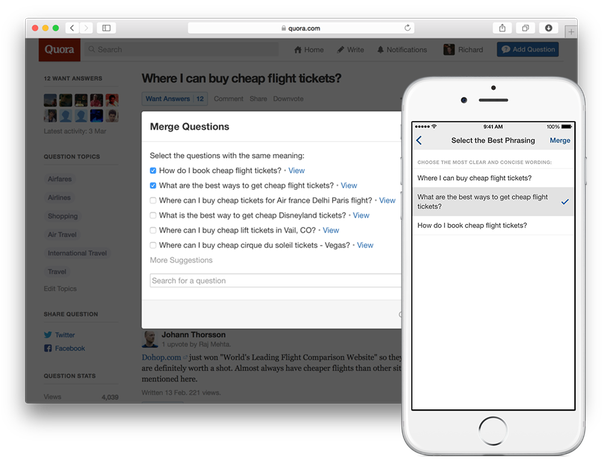 quora.com
Quora
Search
Home
Write
Notifications
Richard
Add Question
12 WANT ANSWERS
Latest activity: 3 Mar
QUESTION TOPICS
Airfares
Airlines
Shopping
Air Travel
International Travel
Travel
Edit Topics
SHARE QUESTION
Twitter
Facebook
QUESTION STATS
Views
4,039
Where I can buy cheap flight tickets?
Want Answers | 12
Comment
Share
Downvote
Merge Questions
Select the questions with the same meaning:
How do I book cheap flight tickets? • View
What are the best ways to get cheap flight tickets? • View
Where can I buy cheap tickets for Air france Delhi Paris flight? • View
What is the best way to get cheap Disneyland tickets? • View
Where can I buy cheap lift tickets in Vail, CO? • View
Where can I buy cheap cirque du soleil tickets - Vegas? • View
More Suggestions
Search for a question
Johann Thorsson
1 upvote by Raj Mehta.
Dohop.com just won "World's Leading Flight Comparison Website" so they
are definitely worth a shot. Almost always have cheaper flights than other sit
mentioned here.
Written 13 Feb. 221 views.
9:41 AM
100%
Select the Best Phrasing
Merge
CHOOSE THE MOST CLEAR AND CONCISE WORDING:
Where I can buy cheap flight tickets?
What are the best ways to get cheap flight
tickets?
How do I book cheap flight tickets?